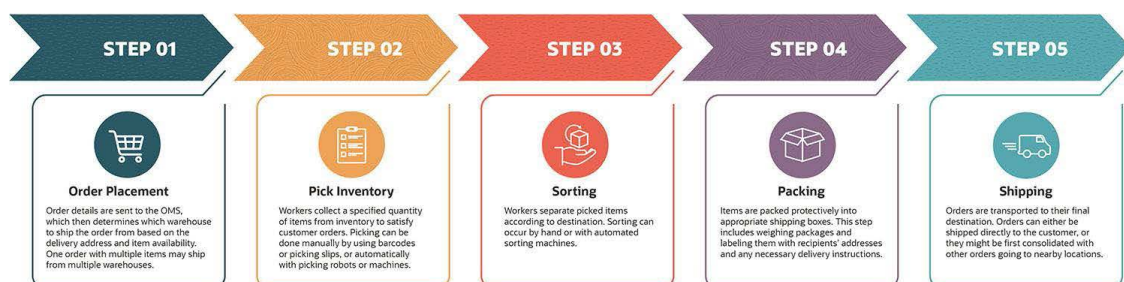 STEP 01
STEP 02
STEP 03
STEP 04
STEP 05
Order Placement
Order details are sent to the OMS,
which then determines which warehouse
to ship the order from based on the
delivery address and item availability.
One order with multiple items may ship
from multiple warehouses.
Pick Inventory
Workers collect a specified quantity
of items from inventory to satisfy
customer orders. Picking can be
done manually by using barcodes
or picking slips, or automatically
with picking robots or machines.
Sorting
Workers separate picked items
according to destination. Sorting can
occur by hand or with automated
sorting machines.
Packing
Items are packed protectively into
appropriate shipping boxes. This step
includes weighing packages and
labeling them with recipients' addresses
and any necessary delivery instructions.
Shipping
Orders are transported to their final
destination. Orders can either be
shipped directly to the customer, or
they might be first consolidated with
other orders going to nearby locations.